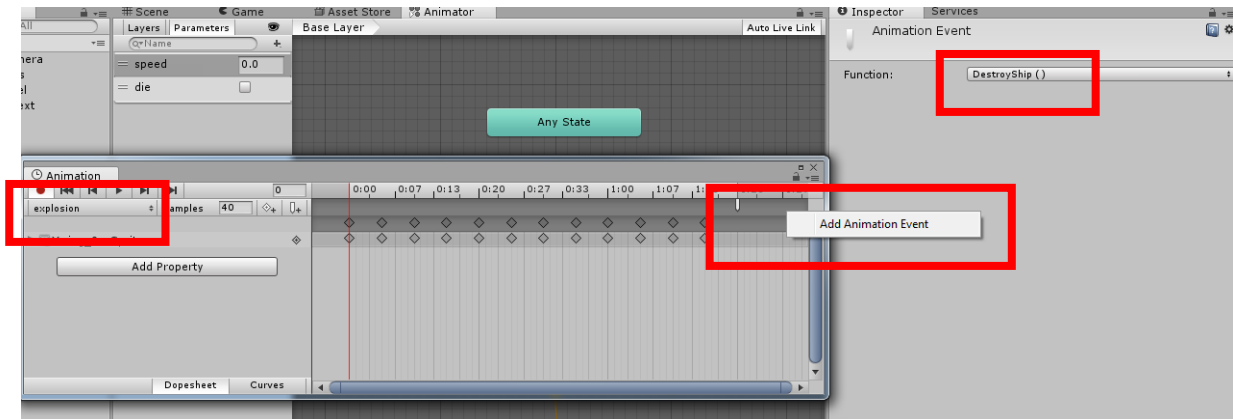 Scene Game Asset Store Animator Inspector Services
All Layers Parameters Base Layer Auto Live Link Animation Event
Name
speed 0.0
die
Function: DestroyShip ( )
Any State
Animation
0 0:00 0:07 0:13 0:20 0:27 0:33 1:00 1:07
explosion 40
Add Animation Event
Add Property
Dopesheet Curves